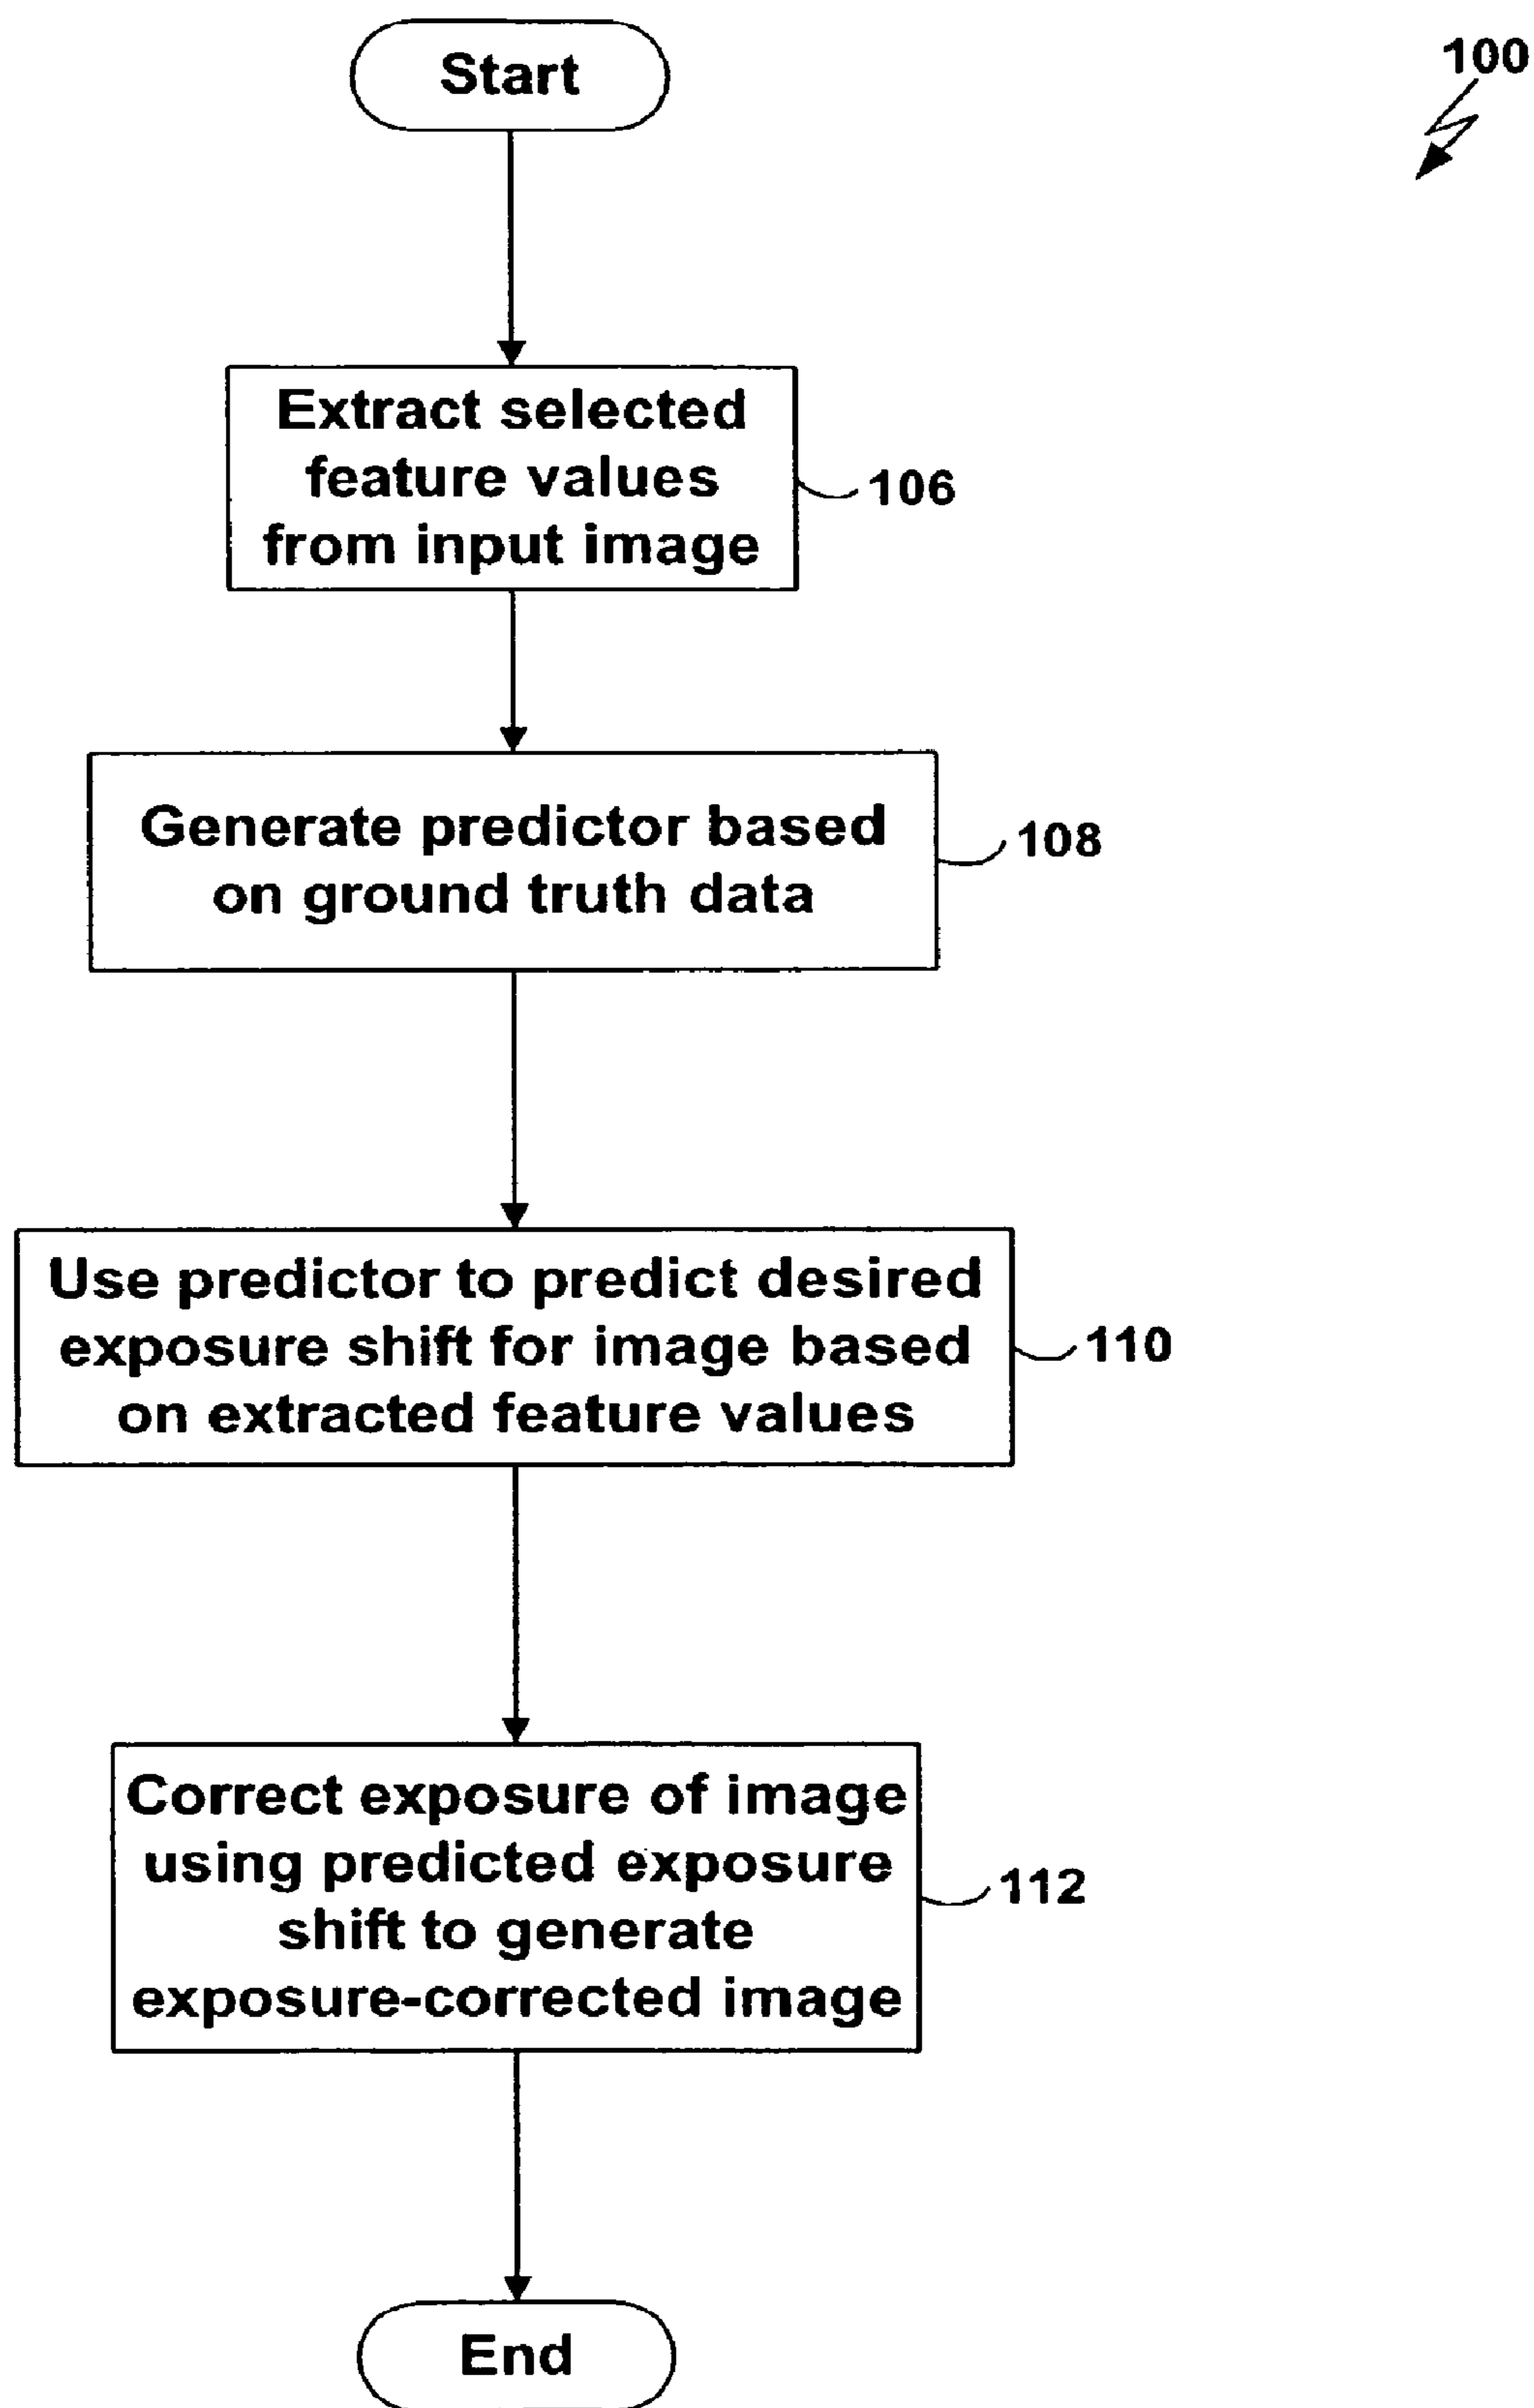 Start
100
Extract selected
feature values
from input image
106
Generate predictor based
on ground truth data
108
Use predictor to predict desired
exposure shift for image based
on extracted feature values
110
Correct exposure of image
using predicted exposure
shift to generate
exposure-corrected image
112
End